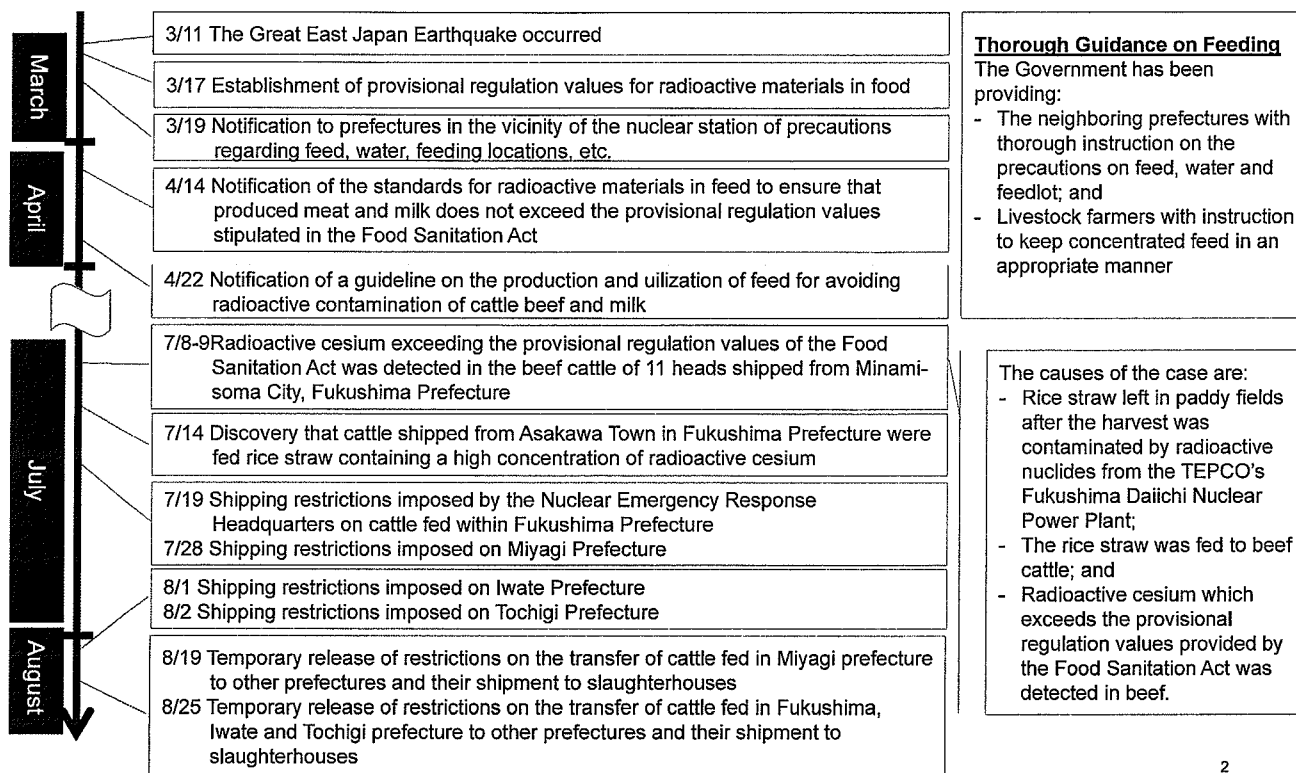 March
April
July
August
3/11 The Great East Japan Earthquake occurred
3/17 Establishment of provisional regulation values for radioactive materials in food
3/19 Notification to prefectures in the vicinity of the nuclear station of precautions
regarding feed, water, feeding locations, etc.
4/14 Notification of the standards for radioactive materials in feed to ensure that
produced meat and milk does not exceed the provisional regulation values
stipulated in the Food Sanitation Act
4/22 Notification of a guideline on the production and uilization of feed for avoiding
radioactive contamination of cattle beef and milk
7/8-9Radioactive cesium exceeding the provisional regulation values of the Food
Sanitation Act was detected in the beef cattle of 11 heads shipped from Minami-
soma City, Fukushima Prefecture
7/14 Discovery that cattle shipped from Asakawa Town in Fukushima Prefecture were
fed rice straw containing a high concentration of radioactive cesium
7/19 Shipping restrictions imposed by the Nuclear Emergency Response
Headquarters on cattle fed within Fukushima Prefecture
7/28 Shipping restrictions imposed on Miyagi Prefecture
8/1 Shipping restrictions imposed on Iwate Prefecture
8/2 Shipping restrictions imposed on Tochigi Prefecture
8/19 Temporary release of restrictions on the transfer of cattle fed in Miyagi prefecture
to other prefectures and their shipment to slaughterhouses
8/25 Temporary release of restrictions on the transfer of cattle fed in Fukushima,
Iwate and Tochigi prefecture to other prefectures and their shipment to
slaughterhouses
Thorough Guidance on Feeding
The Government has been
providing:
- The neighboring prefectures with
thorough instruction on the
precautions on feed, water and
feedlot; and
- Livestock farmers with instruction
to keep concentrated feed in an
appropriate manner
The causes of the case are:
- Rice straw left in paddy fields
after the harvest was
contaminated by radioactive
nuclides from the TEPCO's
Fukushima Daiichi Nuclear
Power Plant;
- The rice straw was fed to beef
cattle; and
- Radioactive cesium which
exceeds the provisional
regulation values provided by
the Food Sanitation Act was
detected in beef.
2